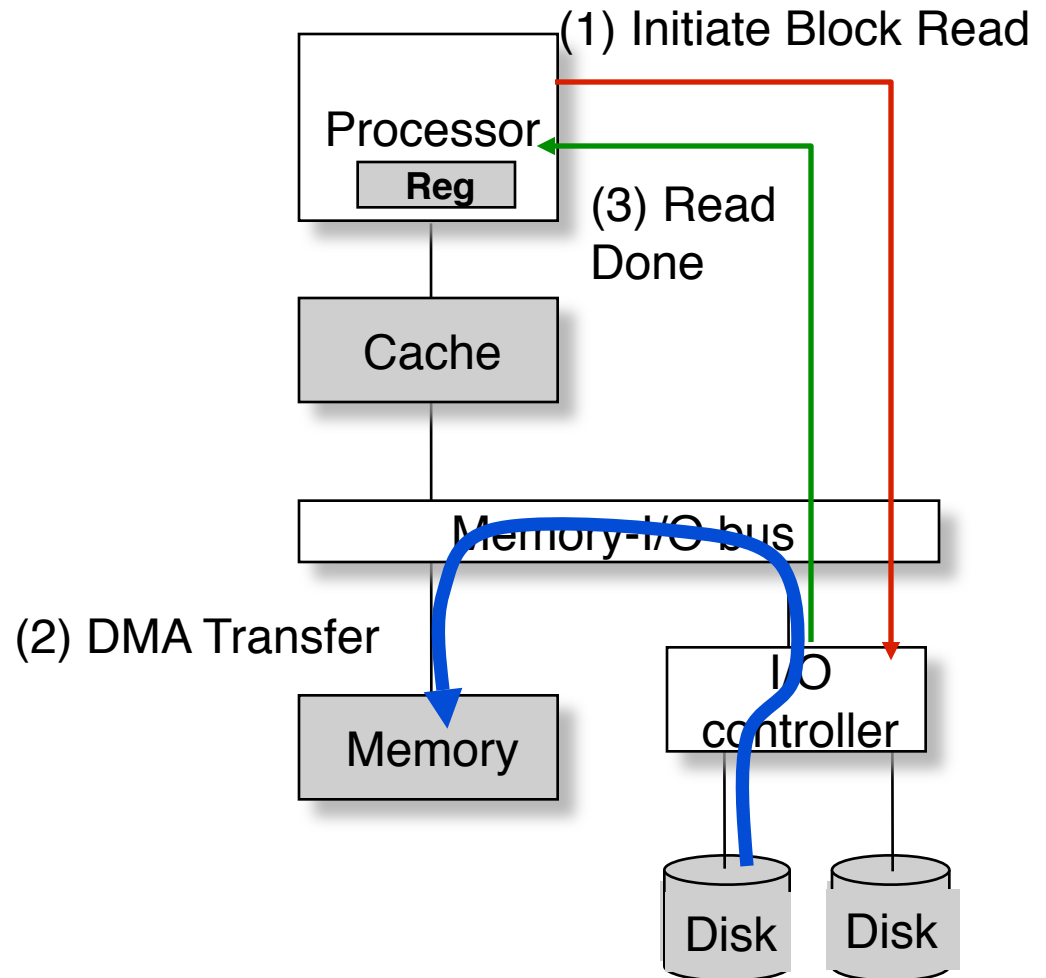 (1) Initiate Block Read
Processor
Reg
(3) Read
Done
Cache
Memory-I/O bus
(2) DMA Transfer
I/O
controller
Memory
Disk
Disk